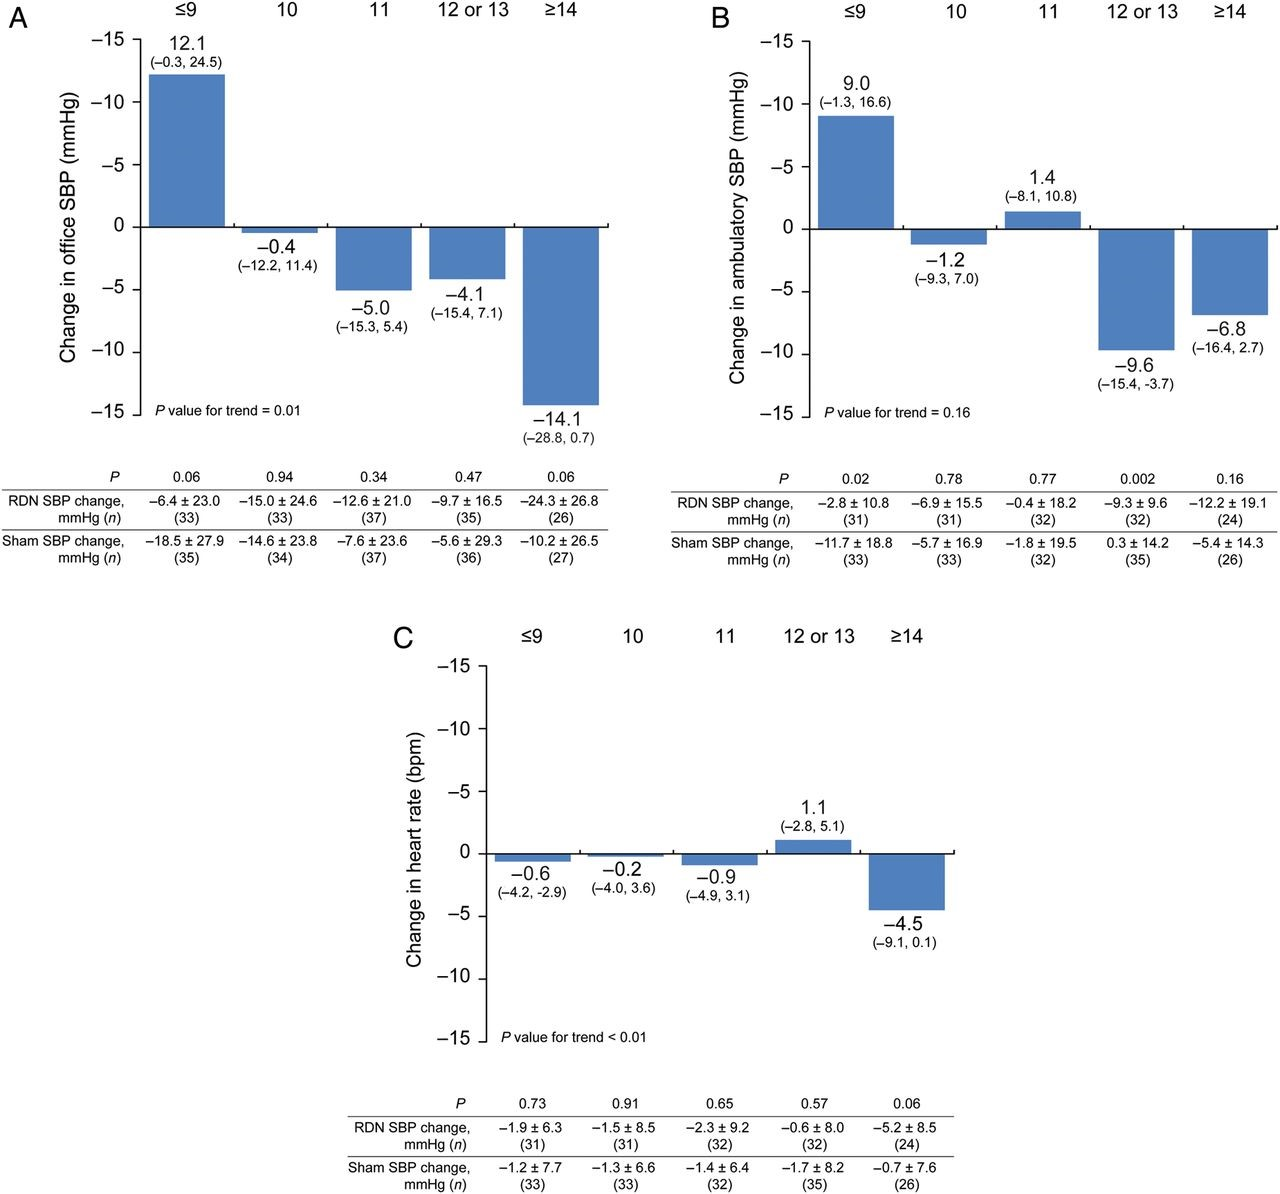 A
≤9 10 11 12 or 13 ≥14
Change in office SBP (mmHg)
–15
–10
–5
0
–5
–10
–15
12.1
(–0.3, 24.5)
–0.4
(–12.2, 11.4)
–5.0
(–15.3, 5.4)
–4.1
(–15.4, 7.1)
–14.1
(–28.8, 0.7)
P value for trend = 0.01
P 0.06 0.94 0.34 0.47 0.06
RDN SBP change, –6.4 ± 23.0 –15.0 ± 24.6 –12.6 ± 21.0 –9.7 ± 16.5 –24.3 ± 26.8
mmHg (n) (33) (33) (37) (35) (26)
Sham SBP change, –18.5 ± 27.9 –14.6 ± 23.8 –7.6 ± 23.6 –5.6 ± 29.3 –10.2 ± 26.5
mmHg (n) (35) (34) (37) (36) (27)
B
≤9 10 11 12 or 13 ≥14
Change in ambulatory SBP (mmHg)
–15
–10
–5
0
–5
–10
–15
9.0
(–1.3, 16.6)
–1.2
(–9.3, 7.0)
1.4
(–8.1, 10.8)
–9.6
(–15.4, -3.7)
–6.8
(–16.4, 2.7)
P value for trend = 0.16
P 0.02 0.78 0.77 0.002 0.16
RDN SBP change, –2.8 ± 10.8 –6.9 ± 15.5 –0.4 ± 18.2 –9.3 ± 9.6 –12.2 ± 19.1
mmHg (n) (31) (31) (32) (32) (24)
Sham SBP change, –11.7 ± 18.8 –5.7 ± 16.9 –1.8 ± 19.5 0.3 ± 14.2 –5.4 ± 14.3
mmHg (n) (33) (33) (32) (35) (26)
C
≤9 10 11 12 or 13 ≥14
Change in heart rate (bpm)
–15
–10
–5
0
–5
–10
–15
–0.6
(–4.2, -2.9)
–0.2
(–4.0, 3.6)
–0.9
(–4.9, 3.1)
1.1
(–2.8, 5.1)
–4.5
(–9.1, 0.1)
P value for trend < 0.01
P 0.73 0.91 0.65 0.57 0.06
RDN SBP change, –1.9 ± 6.3 –1.5 ± 8.5 –2.3 ± 9.2 –0.6 ± 8.0 –5.2 ± 8.5
mmHg (n) (31) (31) (32) (32) (24)
Sham SBP change, –1.2 ± 7.7 –1.3 ± 6.6 –1.4 ± 6.4 –1.7 ± 8.2 –0.7 ± 7.6
mmHg (n) (33) (33) (32) (35) (26)